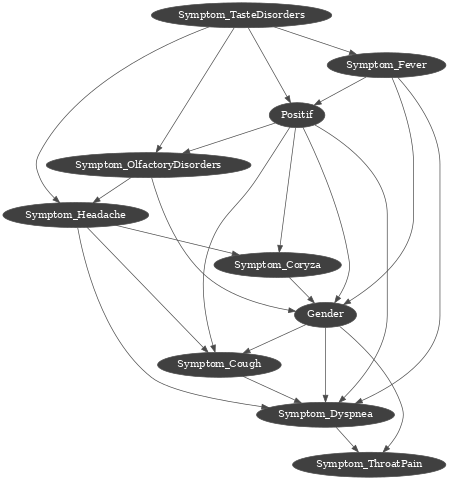 Symptom_TasteDisorders
Symptom_Fever
Positif
Symptom_OlfactoryDisorders
Symptom_Headache
Symptom_Coryza
Gender
Symptom_Cough
Symptom_Dyspnea
Symptom_ThroatPain